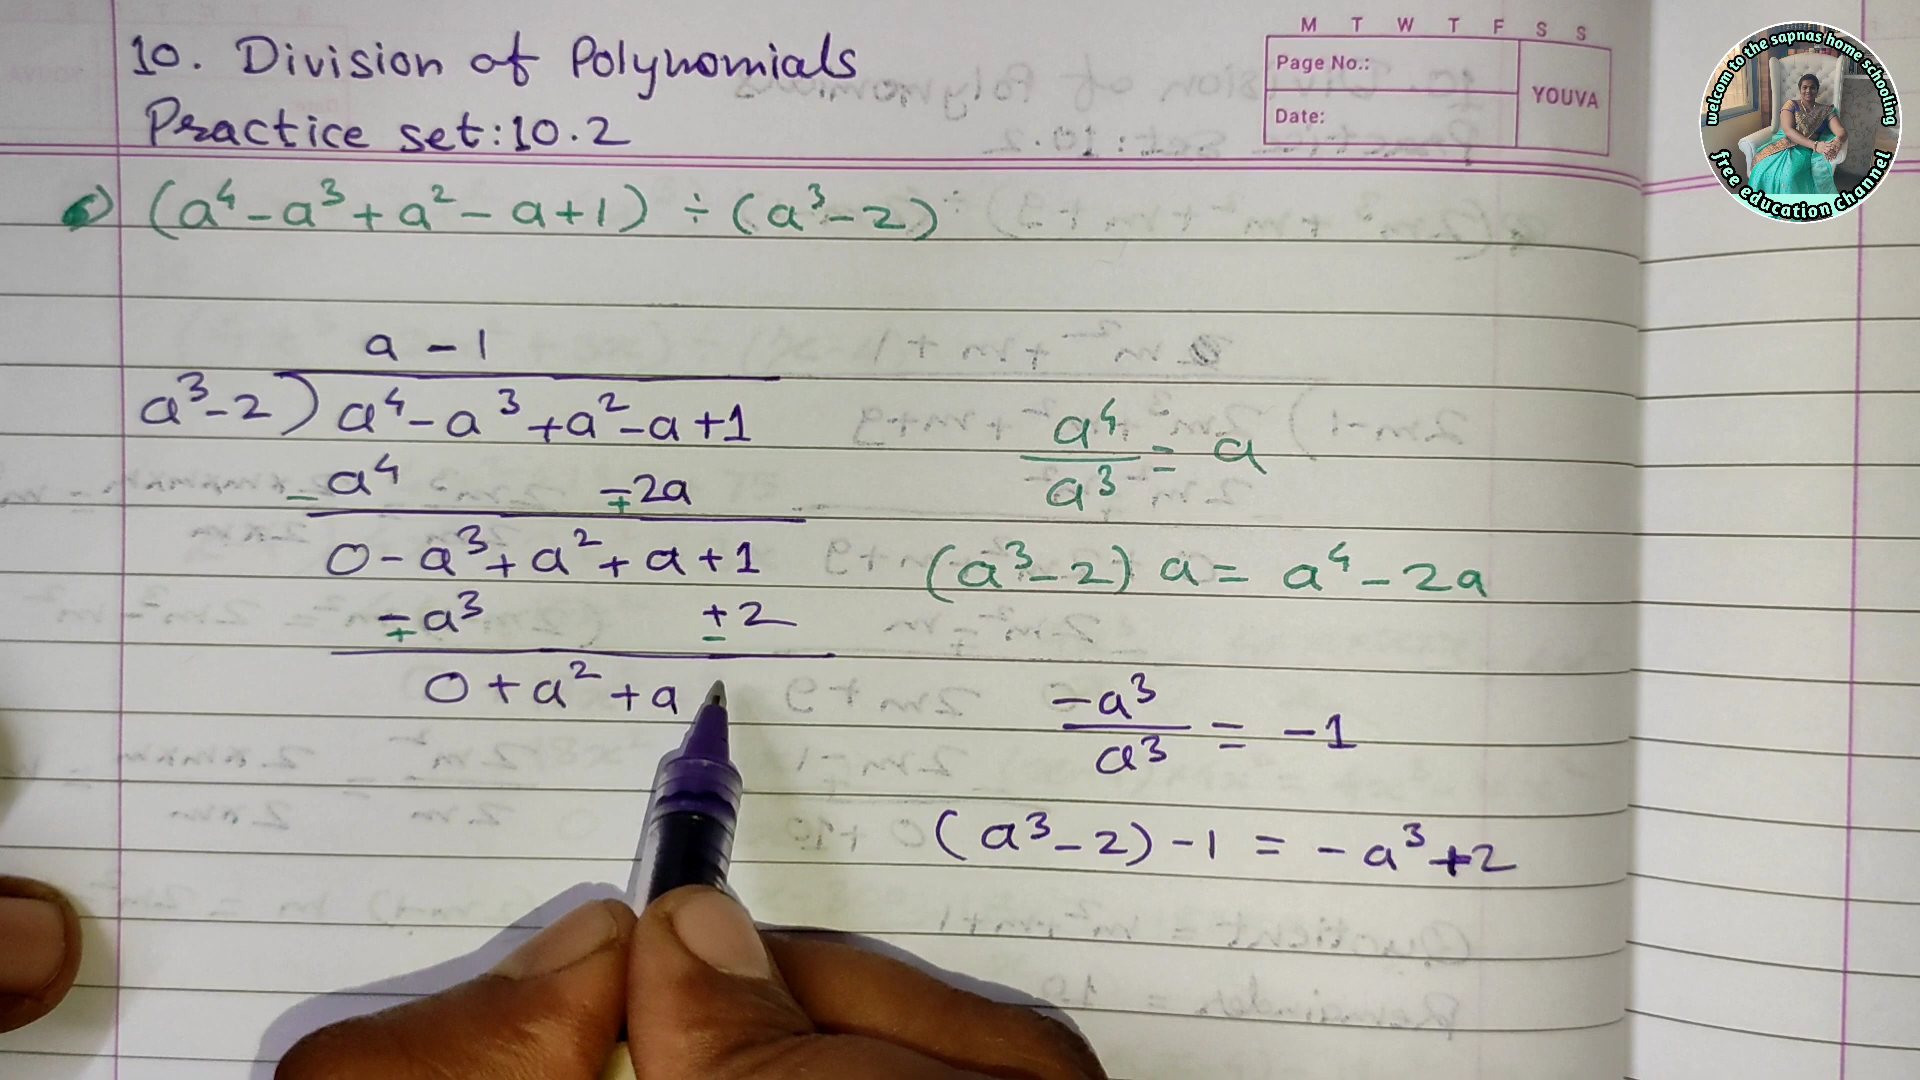 M T W T F S S
Page No.:
Date:
YOUVA
welcom to the sapnas home schooling
free education channel
10. Division of Polynomials
Practice set:10.2
(a⁴ - a³ + a² - a + 1) ÷ (a³ - 2)
a - 1
a³ - 2 ) a⁴ - a³ + a² - a + 1
a⁴/a³ = a
- a⁴ -+ 2a
0 - a³ + a² + a + 1
(a³ - 2) a = a⁴ - 2a
-+ a³ +- 2
0 + a² + a
-a³/a³ = -1
(a³ - 2) - 1 = - a³ + 2